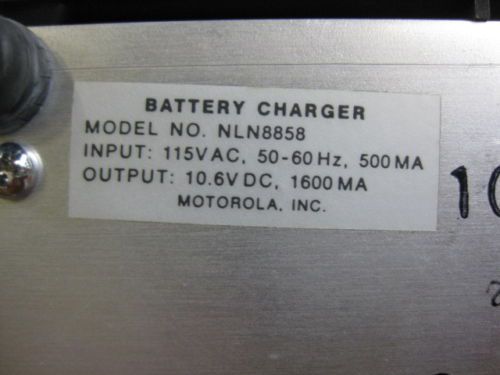 BATTERY CHARGER
MODEL NO. NLN8858
INPUT: 115VAC, 50-60Hz, 500MA
OUTPUT: 10.6VDC, 1600MA
MOTOROLA, INC.